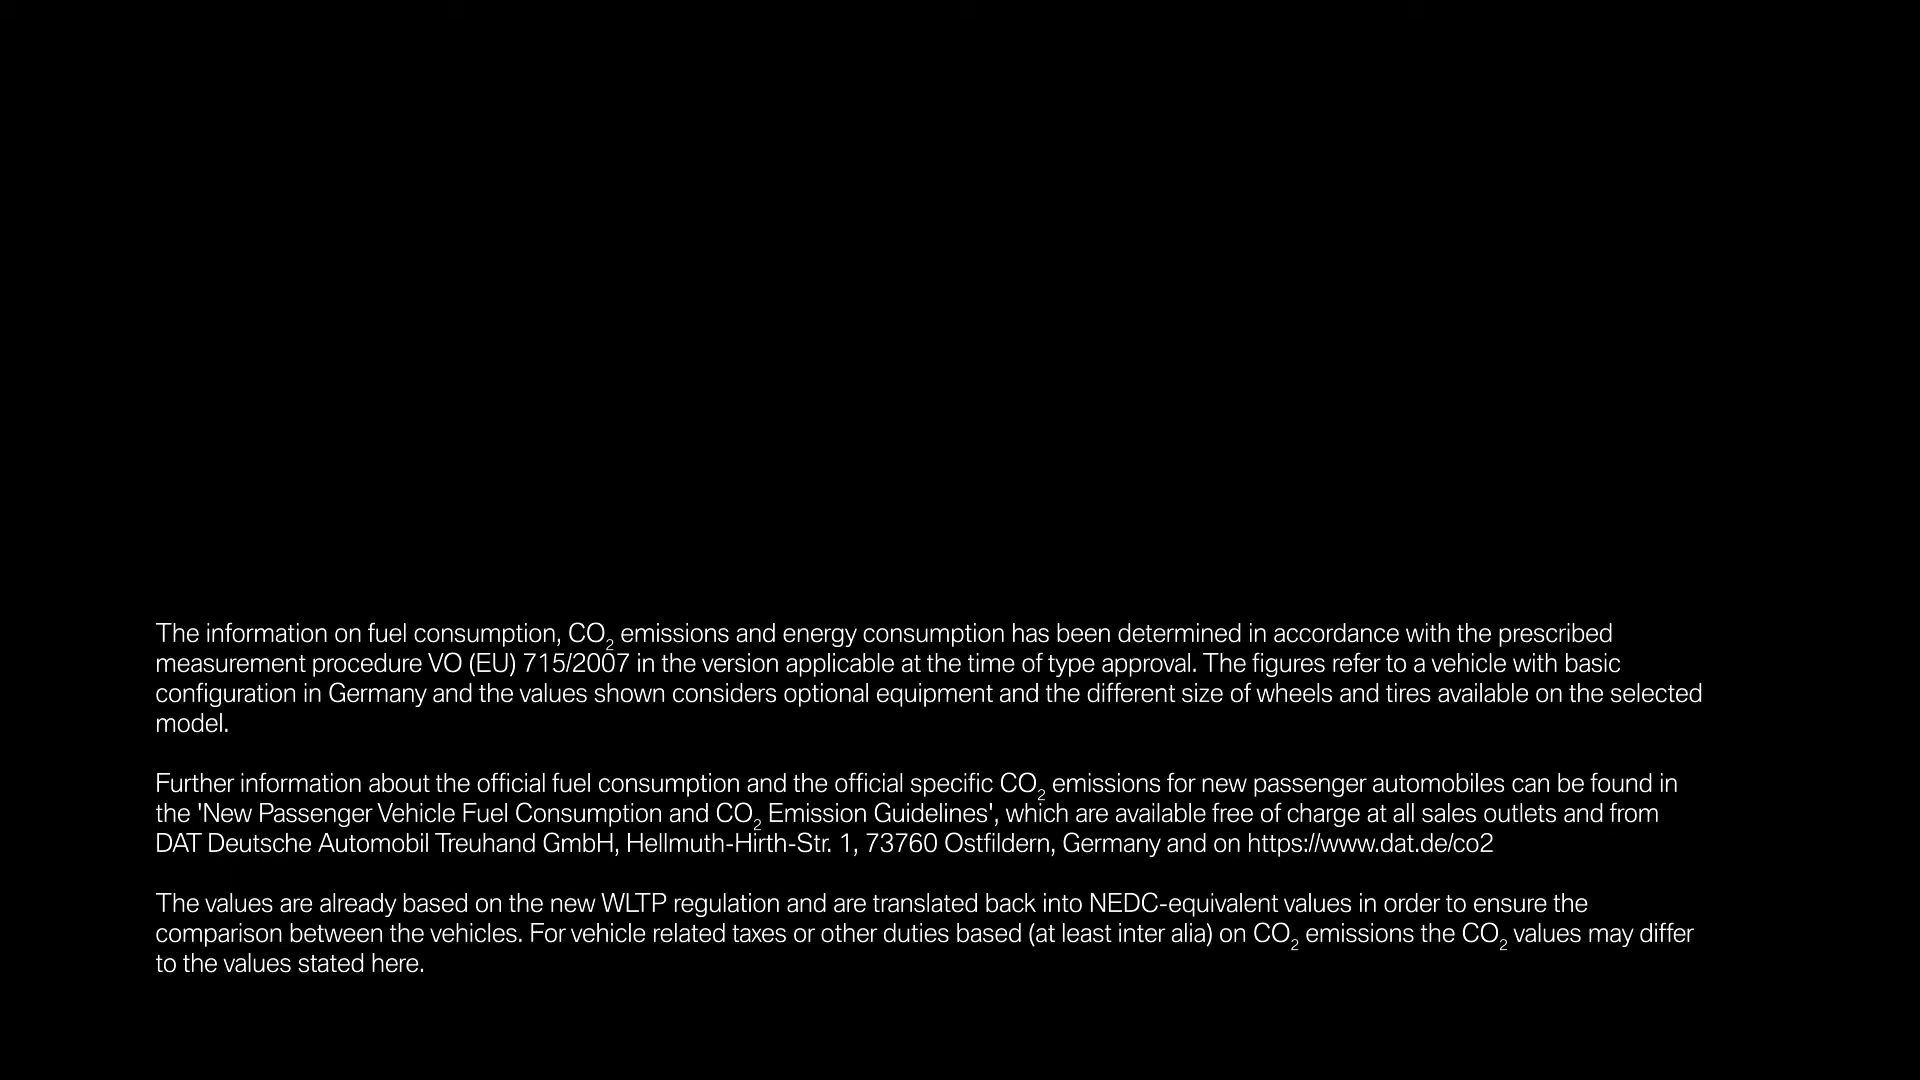 The information on fuel consumption, CO₂ emissions and energy consumption has been determined in accordance with the prescribed
measurement procedure VO (EU) 715/2007 in the version applicable at the time of type approval. The figures refer to a vehicle with basic
configuration in Germany and the values shown considers optional equipment and the different size of wheels and tires available on the selected
model.
Further information about the official fuel consumption and the official specific CO₂ emissions for new passenger automobiles can be found in
the 'New Passenger Vehicle Fuel Consumption and CO₂ Emission Guidelines', which are available free of charge at all sales outlets and from
DAT Deutsche Automobil Treuhand GmbH, Hellmuth-Hirth-Str. 1, 73760 Ostfildern, Germany and on https://www.dat.de/co2
The values are already based on the new WLTP regulation and are translated back into NEDC-equivalent values in order to ensure the
comparison between the vehicles. For vehicle related taxes or other duties based (at least inter alia) on CO₂ emissions the CO₂ values may differ
to the values stated here.